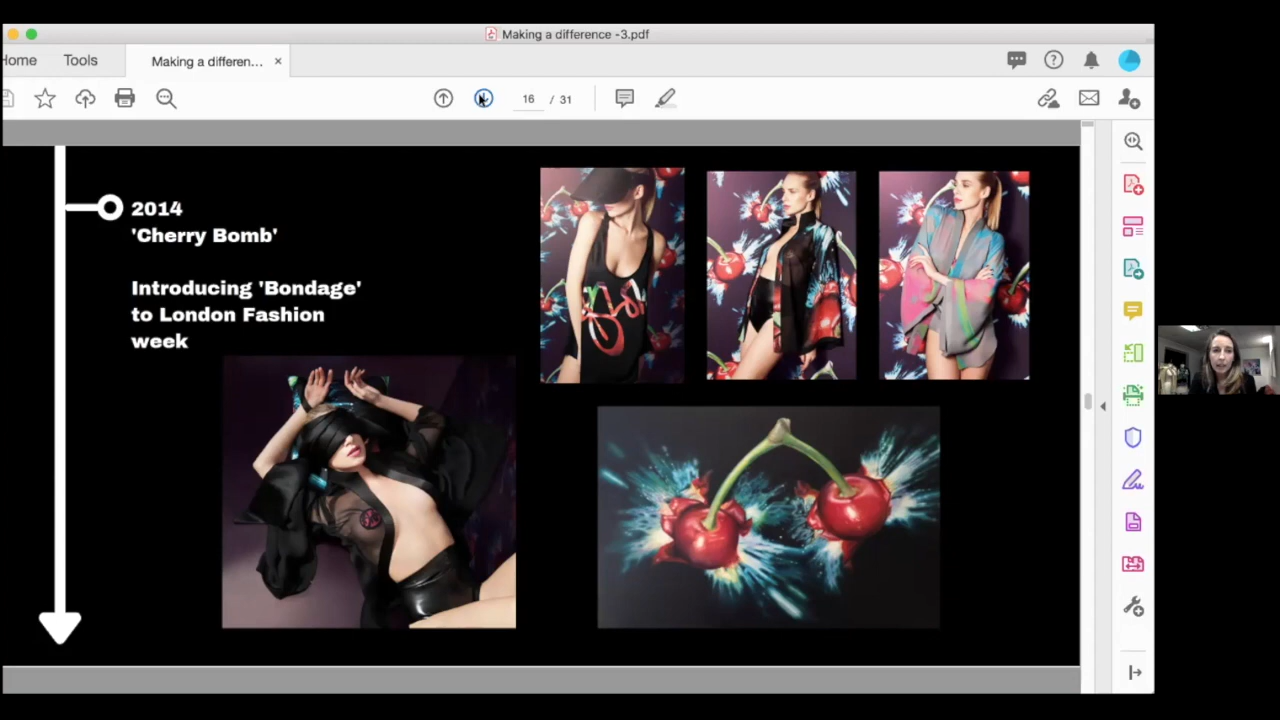 Making a difference -3.pdf
Home
Tools
Making a differen...
16 / 31
2014
'Cherry Bomb'
Introducing 'Bondage'
to London Fashion
week